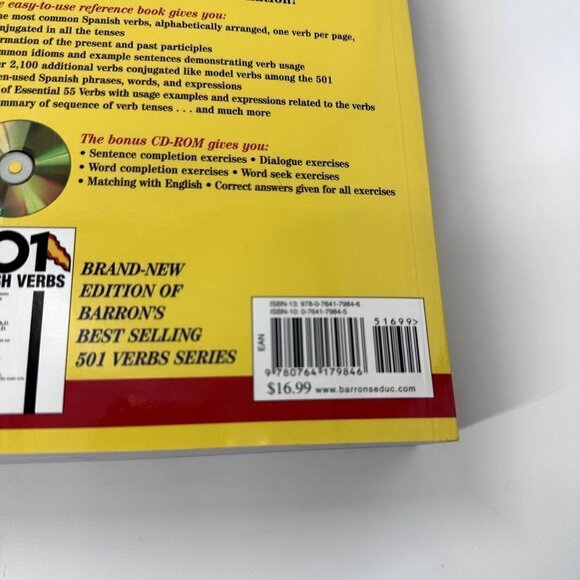 e easy-to-use reference book gives you:
e most common Spanish verbs, alphabetically arranged, one verb per page,
onjugated in all the tenses
rmation of the present and past participles
mmon idioms and example sentences demonstrating verb usage
r 2,100 additional verbs conjugated like model verbs among the 501
en-used Spanish phrases, words, and expressions
of Essential 55 Verbs with usage examples and expressions related to the verbs
ummary of sequence of verb tenses . . . and much more
The bonus CD-ROM gives you:
• Sentence completion exercises • Dialogue exercises
• Word completion exercises • Word seek exercises
• Matching with English • Correct answers given for all exercises
01
SH VERBS
BRAND-NEW
EDITION OF
BARRON'S
BEST SELLING
501 VERBS SERIES
ISBN-13: 978-0-7641-7984-6
ISBN-10: 0-7641-7984-5
51699>
EAN
9 780764 179846
$16.99 www.barronseduc.com